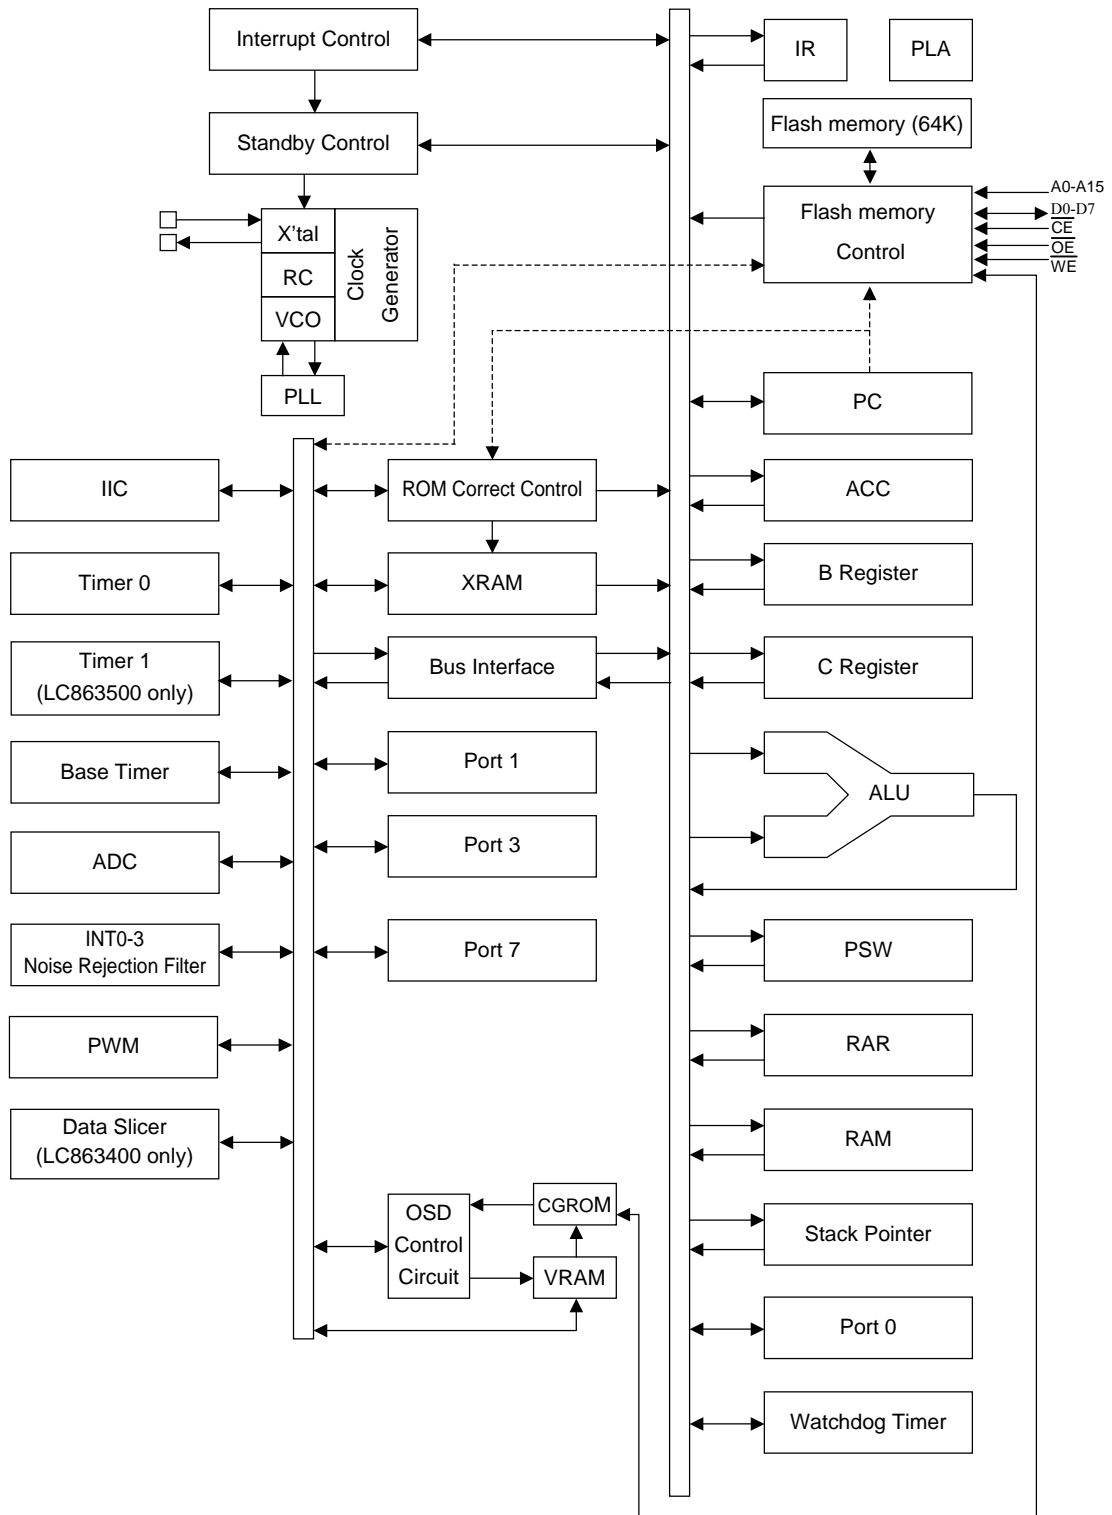 Interrupt Control
IR
PLA
Flash memory (64K)
Standby Control
A0-A15
Flash memory
Control
D0-D7
CE
OE
WE
X'tal
RC
VCO
Clock
Generator
PLL
PC
IIC
ROM Correct Control
ACC
Timer 0
XRAM
B Register
Timer 1
(LC863500 only)
Bus Interface
C Register
Base Timer
Port 1
ALU
ADC
Port 3
INT0-3
Noise Rejection Filter
Port 7
PSW
PWM
RAR
Data Slicer
(LC863400 only)
RAM
OSD
Control
Circuit
CGROM
VRAM
Stack Pointer
Port 0
Watchdog Timer